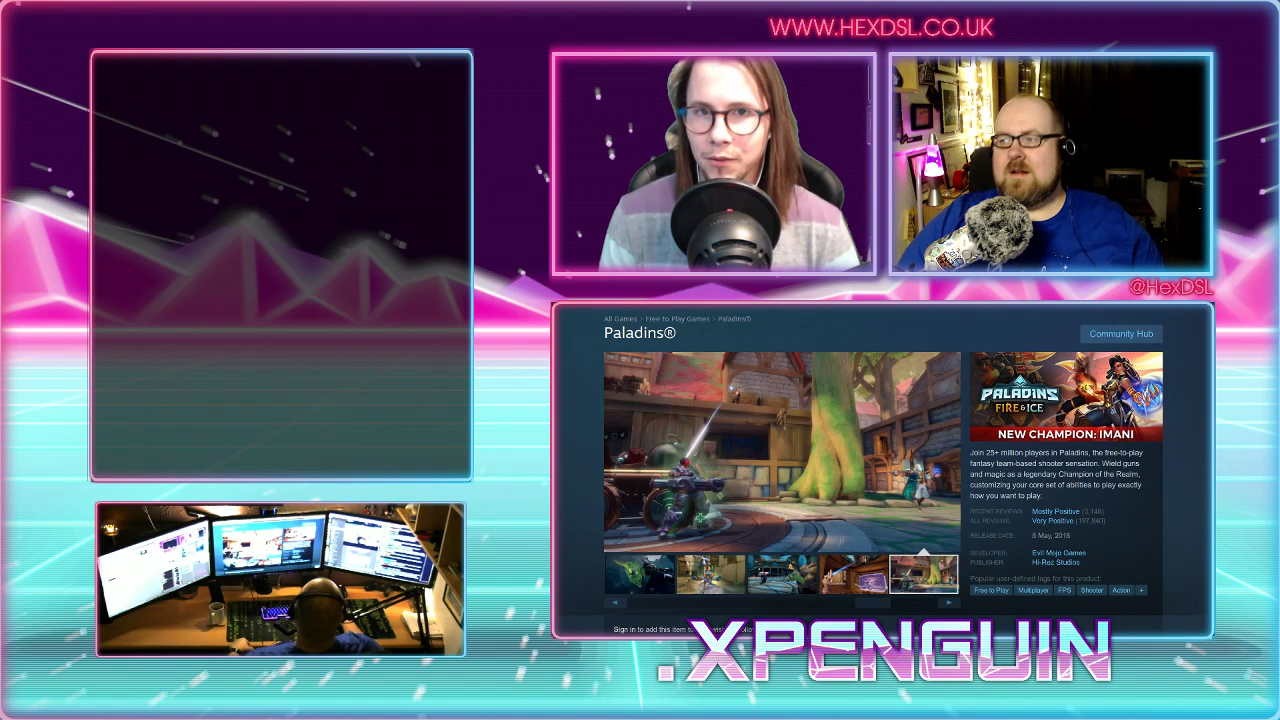 WWW.HEXDSL.CO.UK
@HexDSL
All Games > Free to Play Games > Paladins®
Paladins®
Community Hub
PALADINS
FIRE & ICE
NEW CHAMPION: IMANI
Join 25+ million players in Paladins, the free-to-play
fantasy team-based shooter sensation. Wield guns
and magic as a legendary Champion of the Realm,
customizing your core set of abilities to play exactly
how you want to play.
RECENT REVIEWS: Mostly Positive (3,146)
ALL REVIEWS: Very Positive (197,840)
RELEASE DATE: 8 May, 2018
DEVELOPER: Evil Mojo Games
PUBLISHER: Hi-Rez Studios
Popular user-defined tags for this product:
Free to Play Multiplayer FPS Shooter Action +
Sign in to add this item to
.XPENGUIN